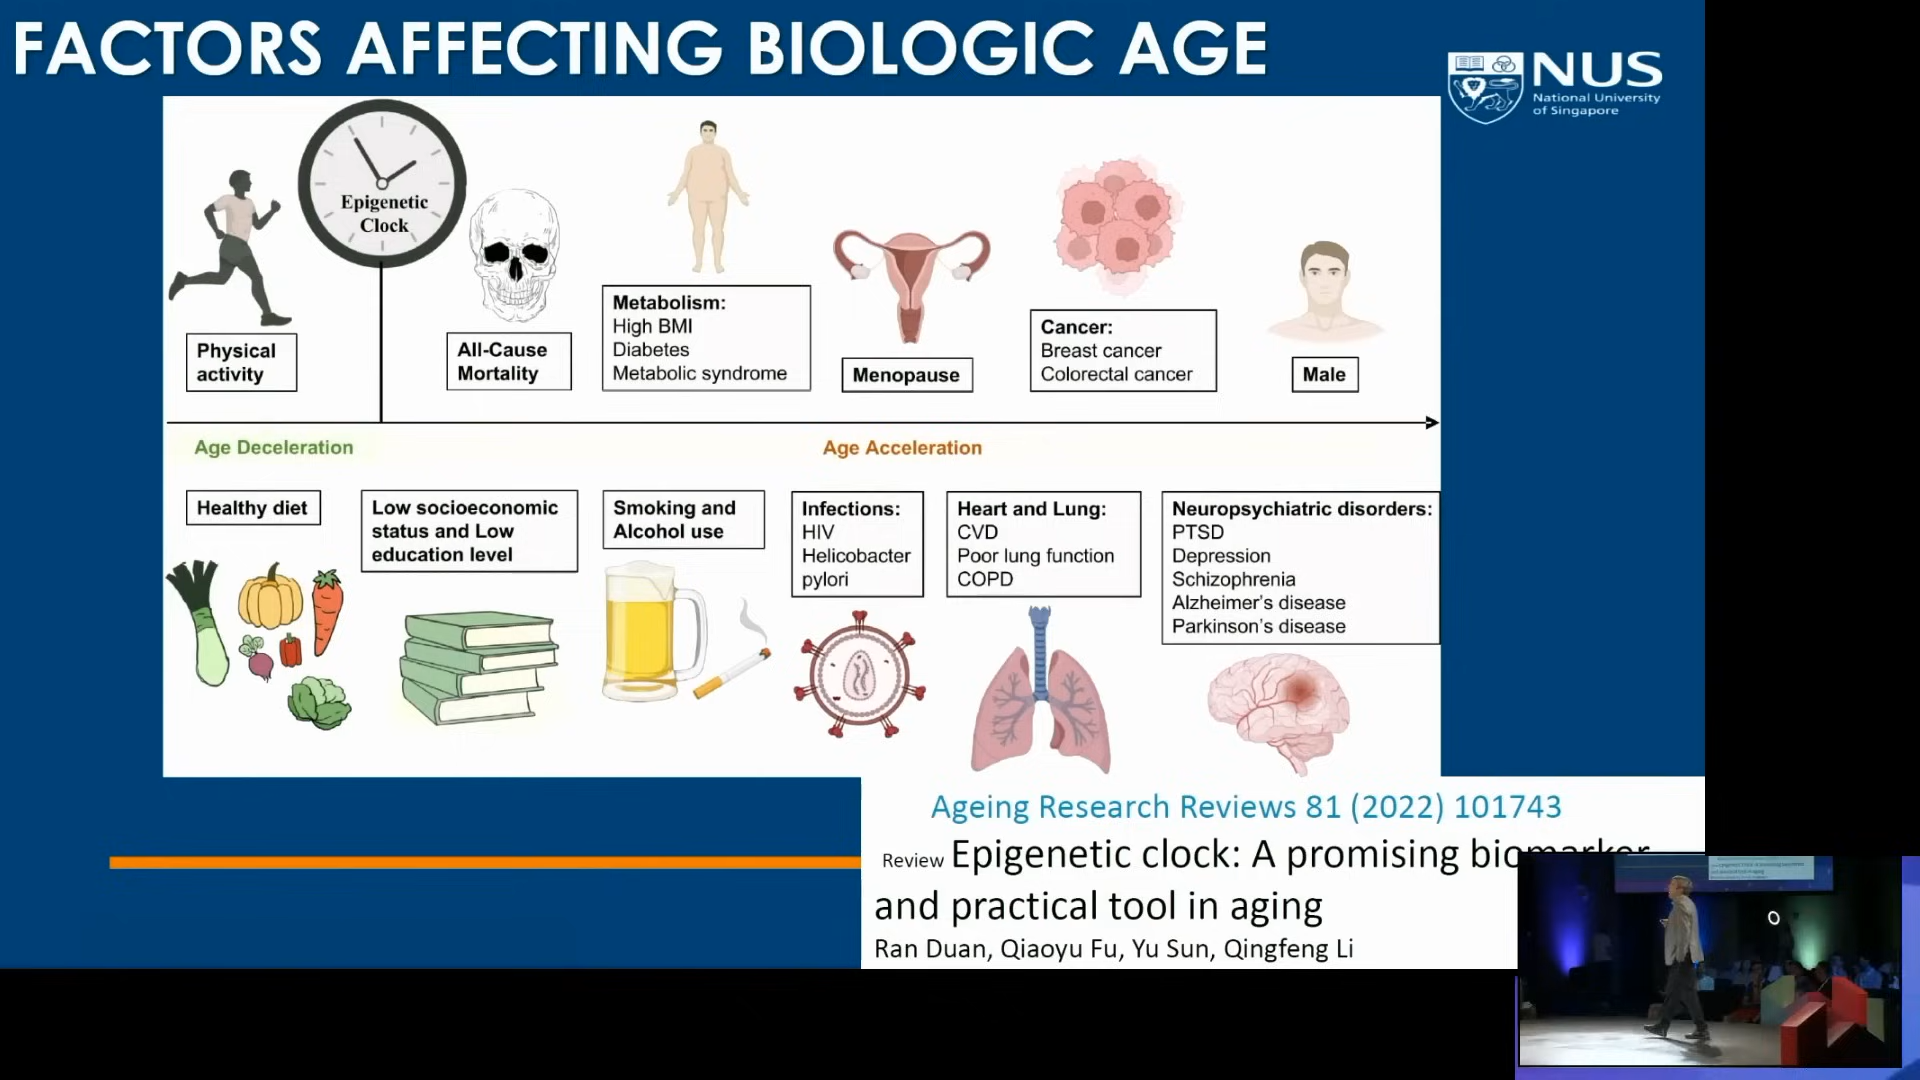 FACTORS AFFECTING BIOLOGIC AGE
NUS
National University
of Singapore
Epigenetic
Clock
Physical
activity
All-Cause
Mortality
Metabolism:
High BMI
Diabetes
Metabolic syndrome
Menopause
Cancer:
Breast cancer
Colorectal cancer
Male
Age Deceleration
Age Acceleration
Healthy diet
Low socioeconomic
status and Low
education level
Smoking and
Alcohol use
Infections:
HIV
Helicobacter
pylori
Heart and Lung:
CVD
Poor lung function
COPD
Neuropsychiatric disorders:
PTSD
Depression
Schizophrenia
Alzheimer's disease
Parkinson's disease
Ageing Research Reviews 81 (2022) 101743
Review Epigenetic clock: A promising biomarker
and practical tool in aging
Ran Duan, Qiaoyu Fu, Yu Sun, Qingfeng Li